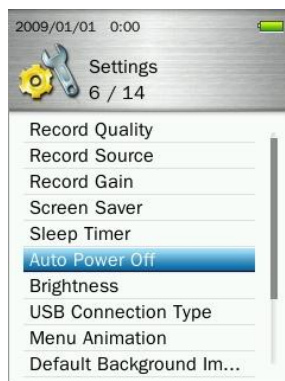 2009/01/01 0:00
Settings
6 / 14
Record Quality
Record Source
Record Gain
Screen Saver
Sleep Timer
Auto Power Off
Brightness
USB Connection Type
Menu Animation
Default Background Im...